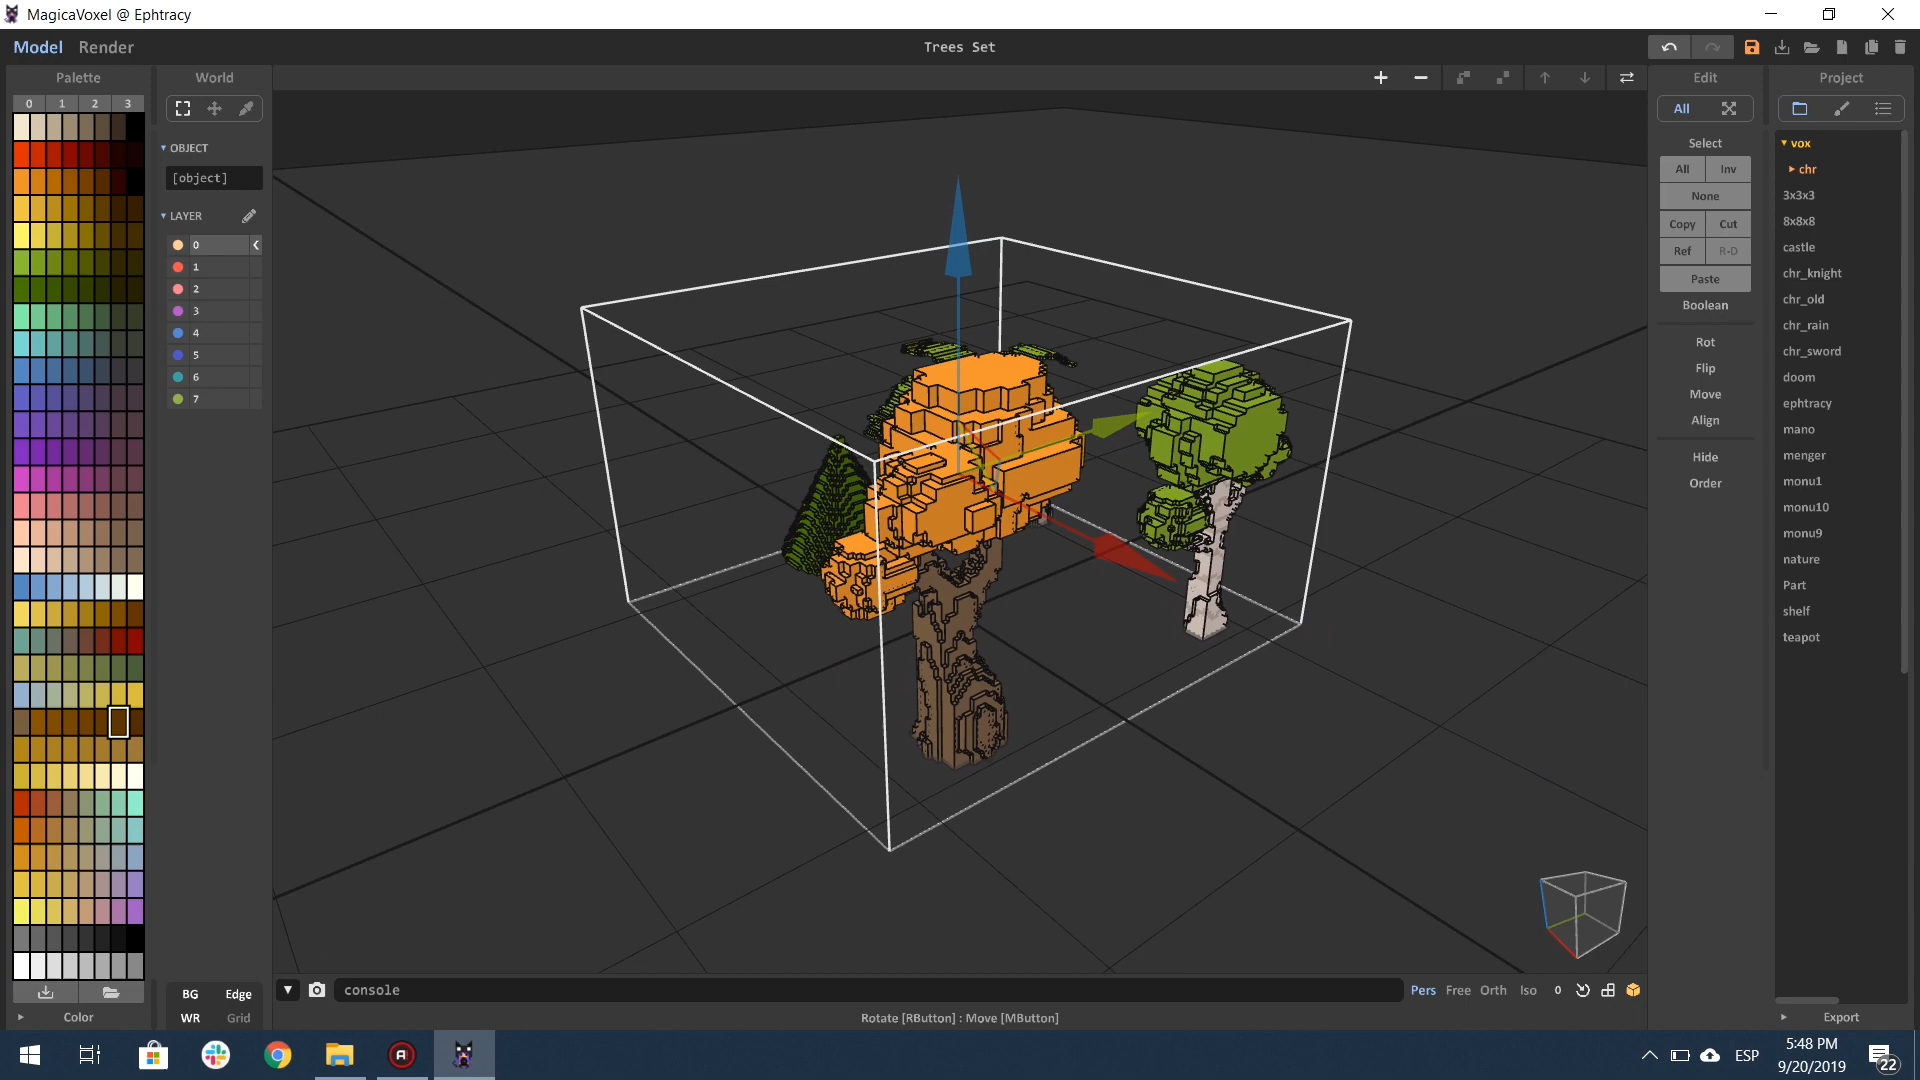 MagicaVoxel @ Ephtracy
Model Render
Trees Set
Palette
World
Edit
Project
0 1 2 3
All
OBJECT
[object]
LAYER
0
1
2
3
4
5
6
7
Select
All Inv
None
Copy Cut
Ref R-D
Paste
Boolean
Rot
Flip
Move
Align
Hide
Order
vox
chr
3x3x3
8x8x8
castle
chr_knight
chr_old
chr_rain
chr_sword
doom
ephtracy
mano
menger
monu1
monu10
monu9
nature
Part
shelf
teapot
BG Edge
WR Grid
console
Pers Free Orth Iso 0
Color
Rotate [RButton] : Move [MButton]
Export
ESP
5:48 PM
9/20/2019
22